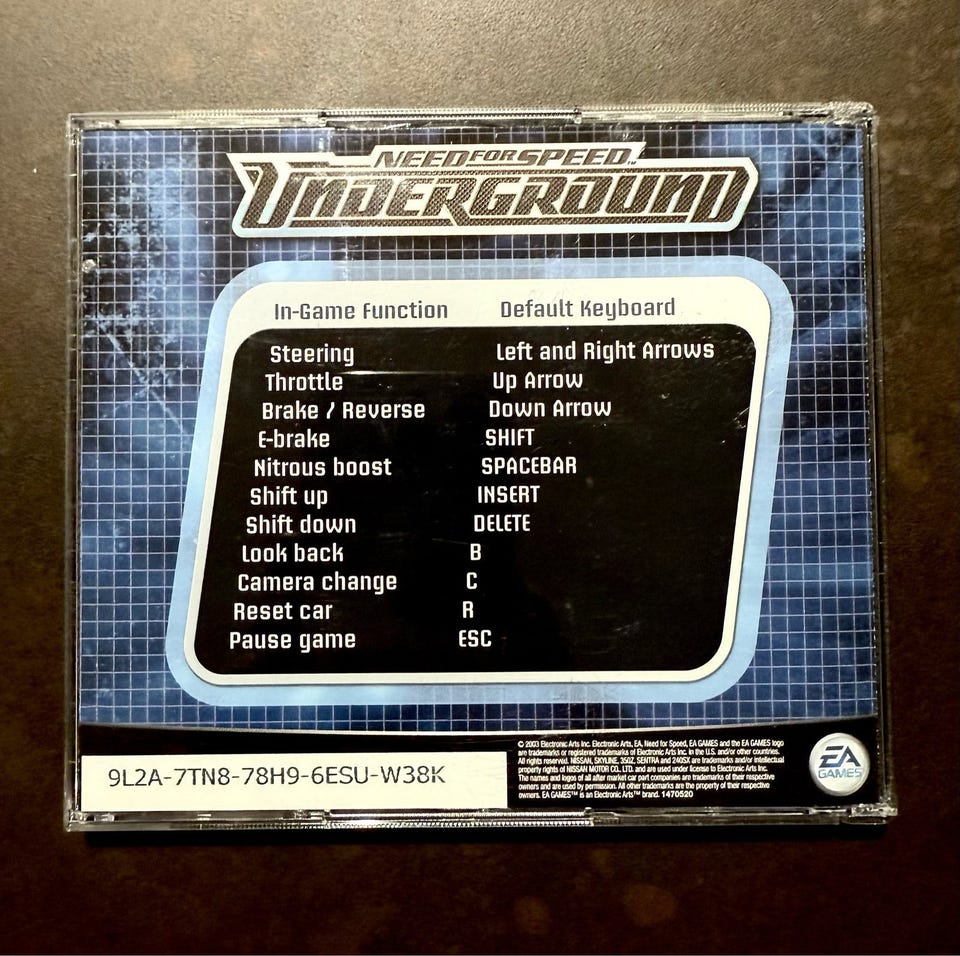 NEED FOR SPEED™
UNDERGROUND
In-Game Function Default Keyboard
Steering Left and Right Arrows
Throttle Up Arrow
Brake / Reverse Down Arrow
E-brake SHIFT
Nitrous boost SPACEBAR
Shift up INSERT
Shift down DELETE
Look back B
Camera change C
Reset car R
Pause game ESC
9L2A-7TN8-78H9-6ESU-W38K
© 2003 Electronic Arts Inc. Electronic Arts, EA, Need for Speed, EA GAMES and the EA GAMES logo
are trademarks or registered trademarks of Electronic Arts Inc. in the U.S. and/or other countries.
All rights reserved. NISSAN, SKYLINE, 350Z, SENTRA and 240SX are trademarks and/or intellectual
property rights of NISSAN MOTOR CO., LTD. and are used under license to Electronic Arts Inc.
The names and logos of all after market car part companies are trademarks of their respective
owners and are used by permission. All other trademarks are the property of their respective
owners. EA GAMES™ is an Electronic Arts™ brand. 1470520
EA
GAMES